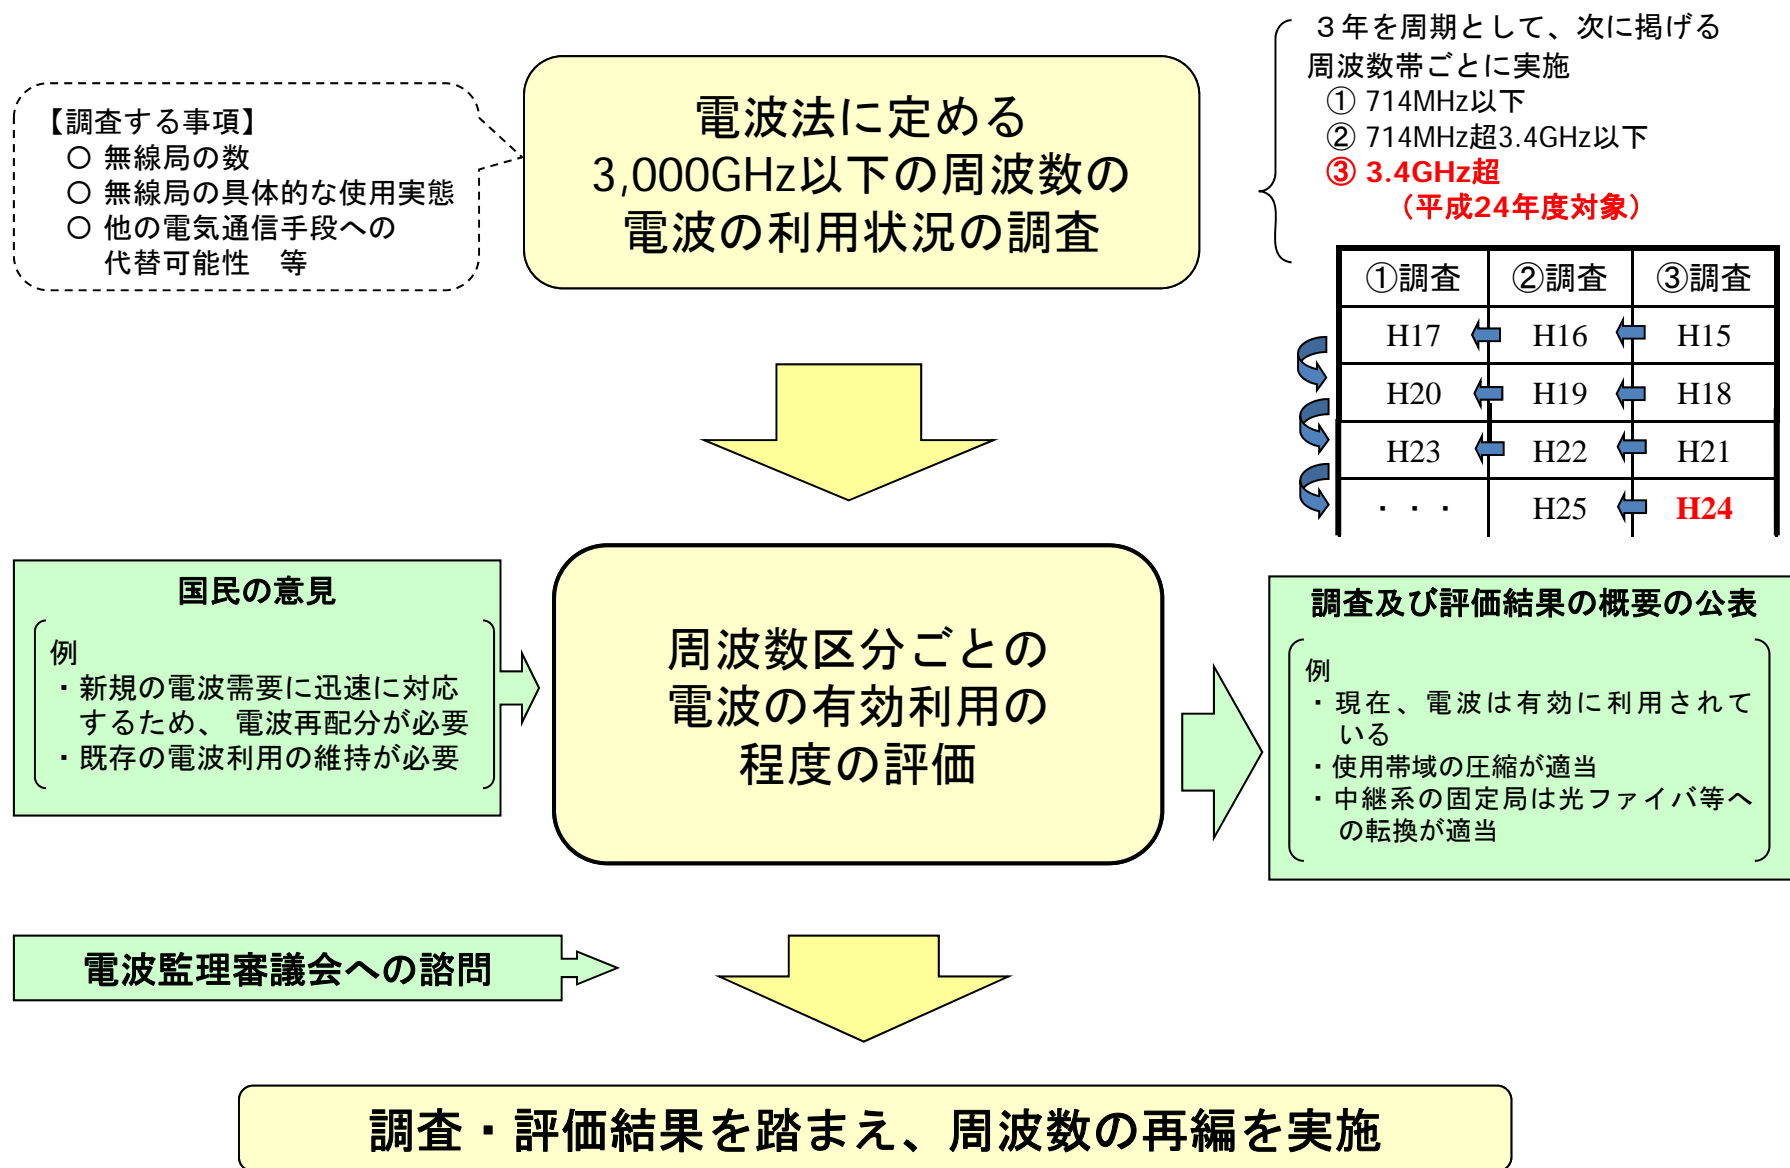 【調査する事項】
○ 無線局の数
○ 無線局の具体的な使用実態
○ 他の電気通信手段への
代替可能性　等
電波法に定める
3,000GHz以下の周波数の
電波の利用状況の調査
３年を周期として、次に掲げる
周波数帯ごとに実施
① 714MHz以下
② 714MHz超3.4GHz以下
③ 3.4GHz超
（平成24年度対象）
①調査 ②調査 ③調査
H17 H16 H15
H20 H19 H18
H23 H22 H21
・・・ H25 H24
国民の意見
例
・新規の電波需要に迅速に対応
するため、 電波再配分が必要
・既存の電波利用の維持が必要
周波数区分ごとの
電波の有効利用の
程度の評価
調査及び評価結果の概要の公表
例
・現在、電波は有効に利用されて
いる
・使用帯域の圧縮が適当
・中継系の固定局は光ファイバ等へ
の転換が適当
電波監理審議会への諮問
調査・評価結果を踏まえ、周波数の再編を実施